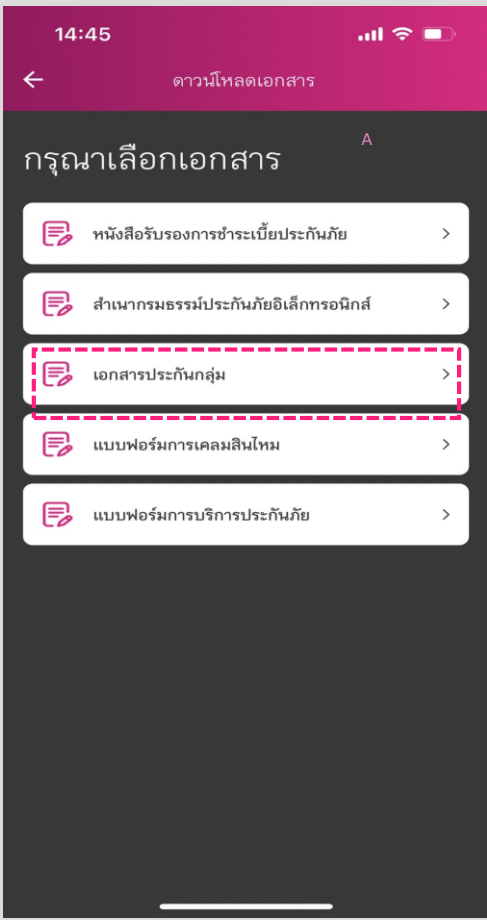 14:45
ดาวน์โหลดเอกสาร
A
กรุณาเลือกเอกสาร
หนังสือรับรองการชำระเบี้ยประกันภัย
สำเนากรมธรรม์ประกันภัยอิเล็กทรอนิกส์
เอกสารประกันกลุ่ม
แบบฟอร์มการเคลมสินไหม
แบบฟอร์มการบริการประกันภัย